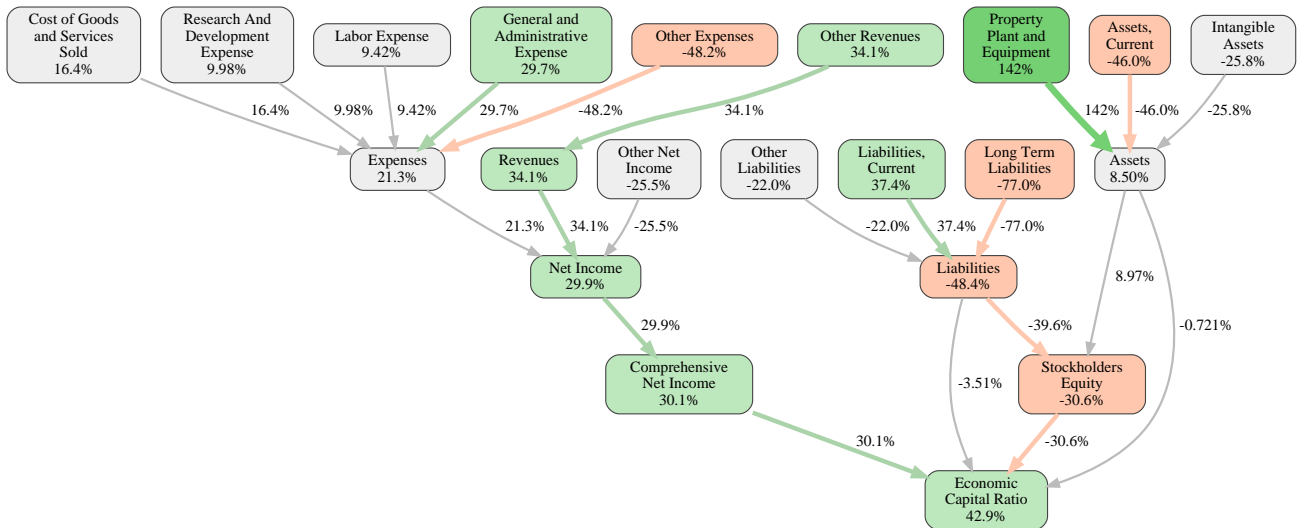 Cost of Goods
and Services
Sold
16.4%
Research And
Development
Expense
9.98%
Labor Expense
9.42%
General and
Administrative
Expense
29.7%
Other Expenses
-48.2%
Other Revenues
34.1%
Property
Plant and
Equipment
142%
Assets,
Current
-46.0%
Intangible
Assets
-25.8%
16.4%
9.98%
9.42%
29.7%
-48.2%
34.1%
142%
-46.0%
-25.8%
Expenses
21.3%
Revenues
34.1%
Other Net
Income
-25.5%
Other
Liabilities
-22.0%
Liabilities,
Current
37.4%
Long Term
Liabilities
-77.0%
Assets
8.50%
21.3%
34.1%
-25.5%
-22.0%
37.4%
-77.0%
Net Income
29.9%
Liabilities
-48.4%
8.97%
29.9%
-39.6%
-0.721%
Comprehensive
Net Income
30.1%
-3.51%
Stockholders
Equity
-30.6%
30.1%
-30.6%
Economic
Capital Ratio
42.9%